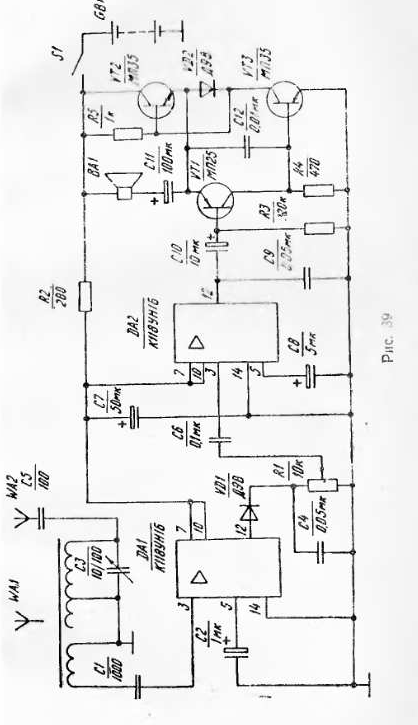 WA1
WA2
C5
100
C3
10/100
C1
1000
3
7
10
DA1
К118УН1Б
12
5
14
C2
1мк
+
VD1
Д9В
C4
0,05мк
R1
10к
C6
0,1мк
C7
50мк
+
R2
200
7
10
3
14
5
DA2
К118УН1Б
12
C8
5мк
+
C9
0,05мк
C10
10мк
+
R3
VT1
МП25
R4
470
C11
100мк
+
BA1
R5
1к
C12
0,01мк
VT2
МП35
VD2
Д9В
VT3
МП35
S1
GB1
Рис. 39